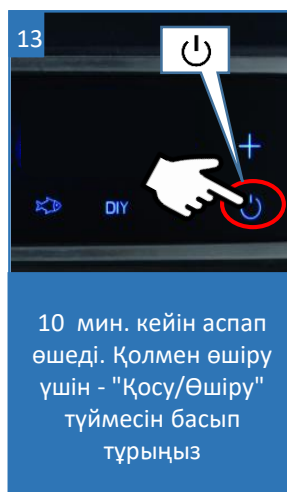 13
DIY
10 мин. кейін аспап
өшеді. Қолмен өшіру
үшін - "Қосу/Өшіру"
түймесін басып
тұрыңыз